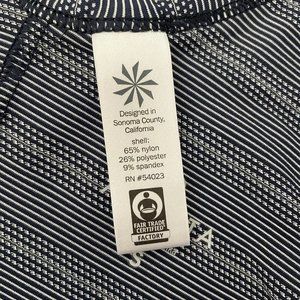 Designed in
Sonoma County,
California
shell:
65% nylon
26% polyester
9% spandex
RN #54023
FAIR TRADE
CERTIFIED
FACTORY